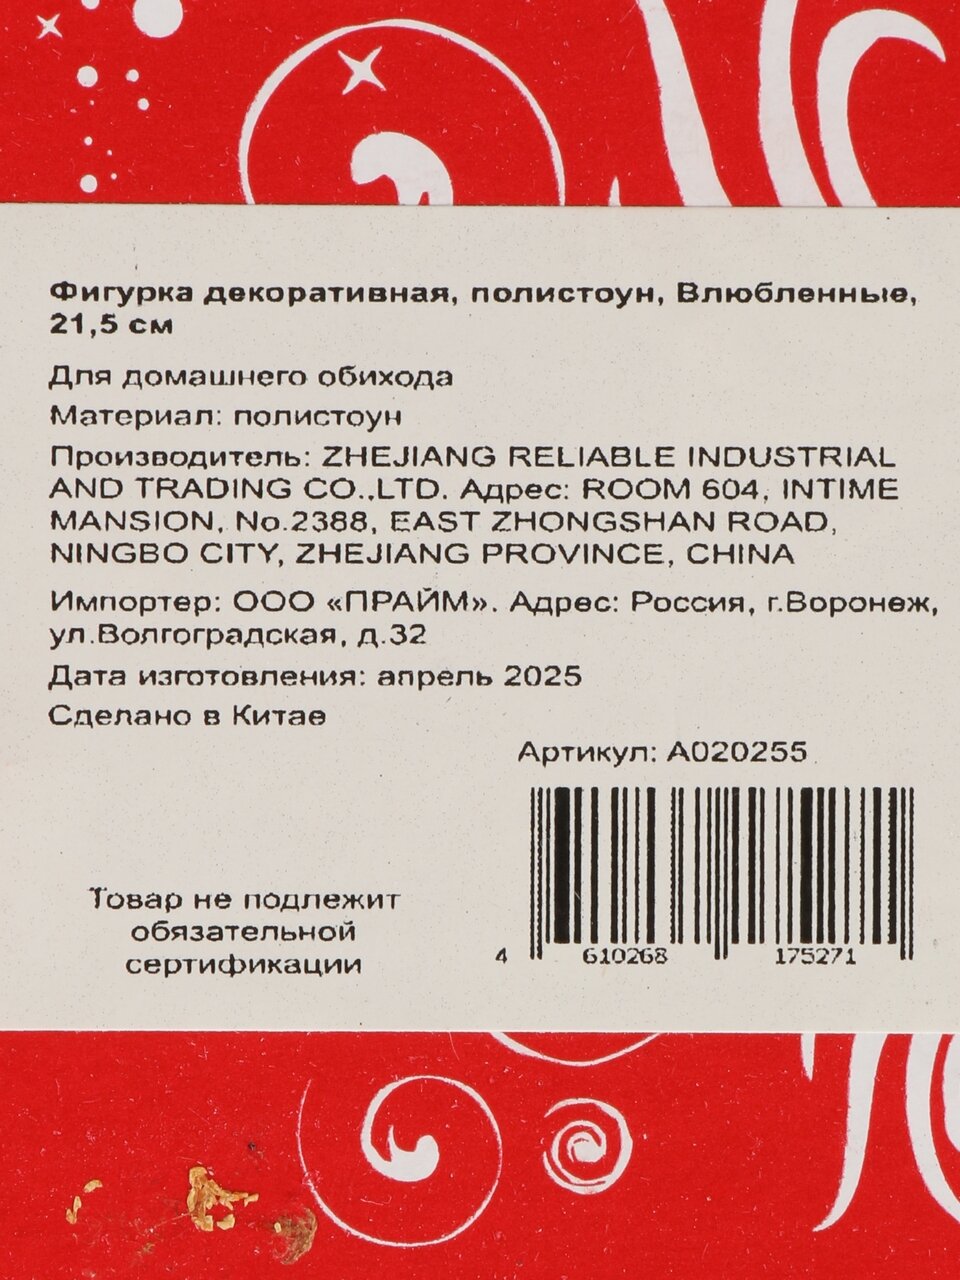 Фигурка декоративная, полистоун, Влюбленные,
21,5 см
Для домашнего обихода
Материал: полистоун
Производитель: ZHEJIANG RELIABLE INDUSTRIAL
AND TRADING CO.,LTD. Адрес: ROOM 604, INTIME
MANSION, No.2388, EAST ZHONGSHAN ROAD,
NINGBO CITY, ZHEJIANG PROVINCE, CHINA
Импортер: ООО «ПРАЙМ». Адрес: Россия, г.Воронеж,
ул.Волгоградская, д.32
Дата изготовления: апрель 2025
Сделано в Китае
Артикул: А020255
Товар не подлежит
обязательной
сертификации
4 610268 175271